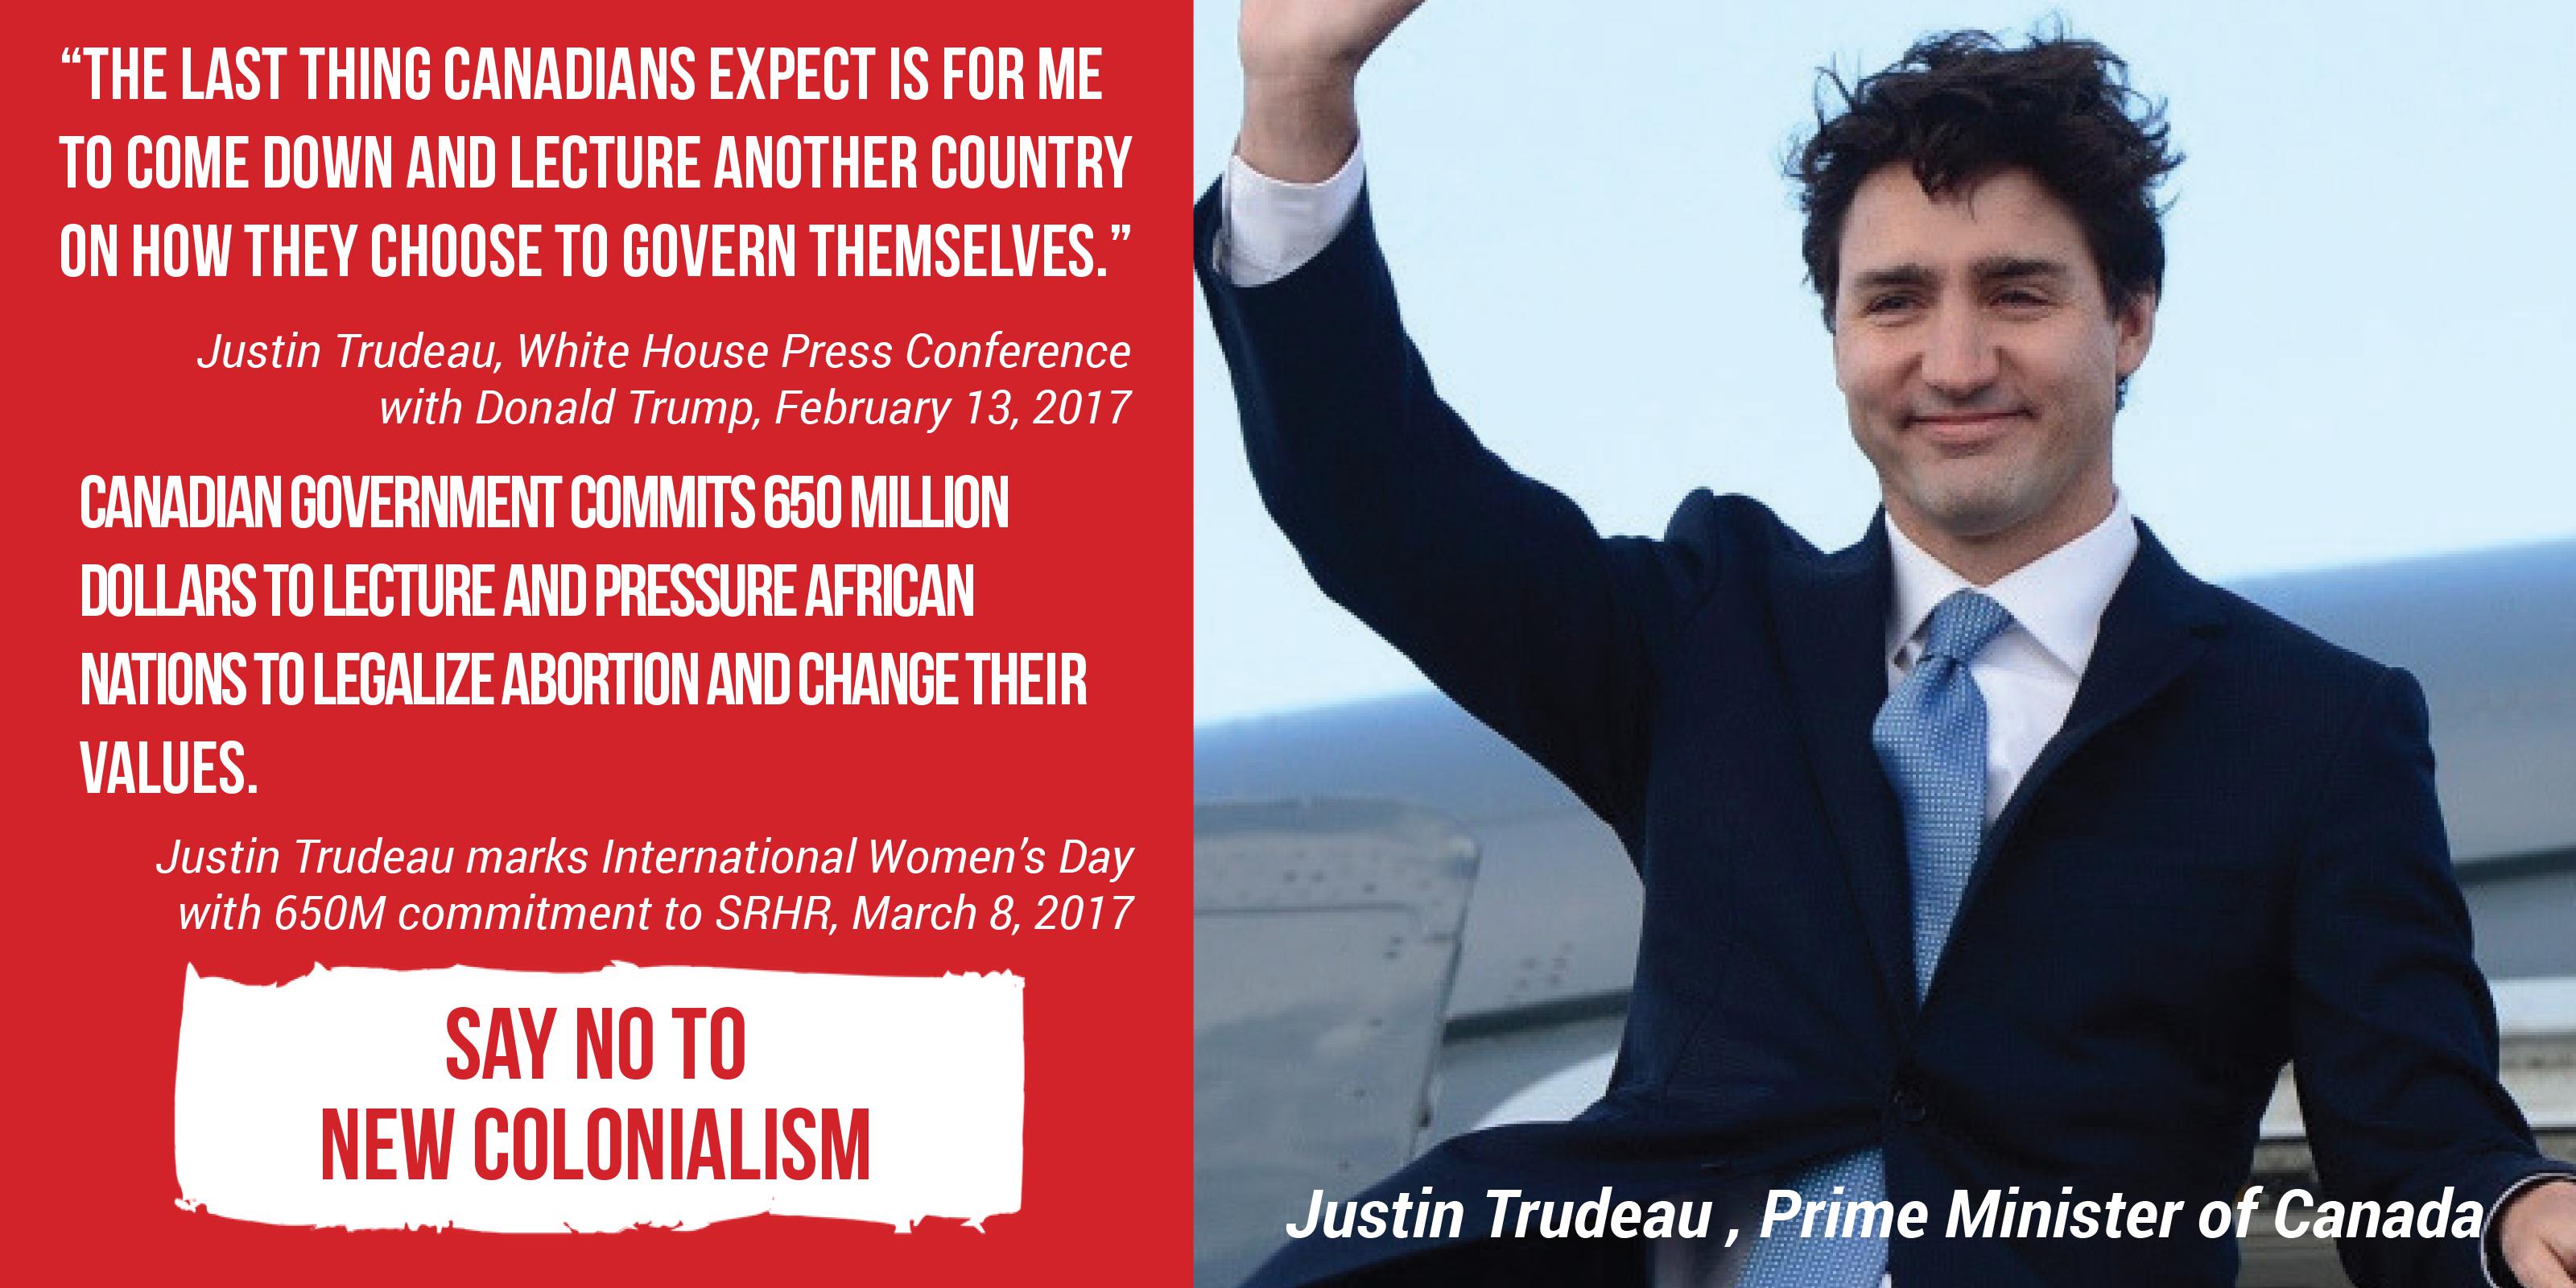 “THE LAST THING CANADIANS EXPECT IS FOR ME
TO COME DOWN AND LECTURE ANOTHER COUNTRY
ON HOW THEY CHOOSE TO GOVERN THEMSELVES.”
Justin Trudeau, White House Press Conference
with Donald Trump, February 13, 2017
CANADIAN GOVERNMENT COMMITS 650 MILLION
DOLLARS TO LECTURE AND PRESSURE AFRICAN
NATIONS TO LEGALIZE ABORTION AND CHANGE THEIR
VALUES.
Justin Trudeau marks International Women’s Day
with 650M commitment to SRHR, March 8, 2017
SAY NO TO
NEW COLONIALISM
Justin Trudeau , Prime Minister of Canada